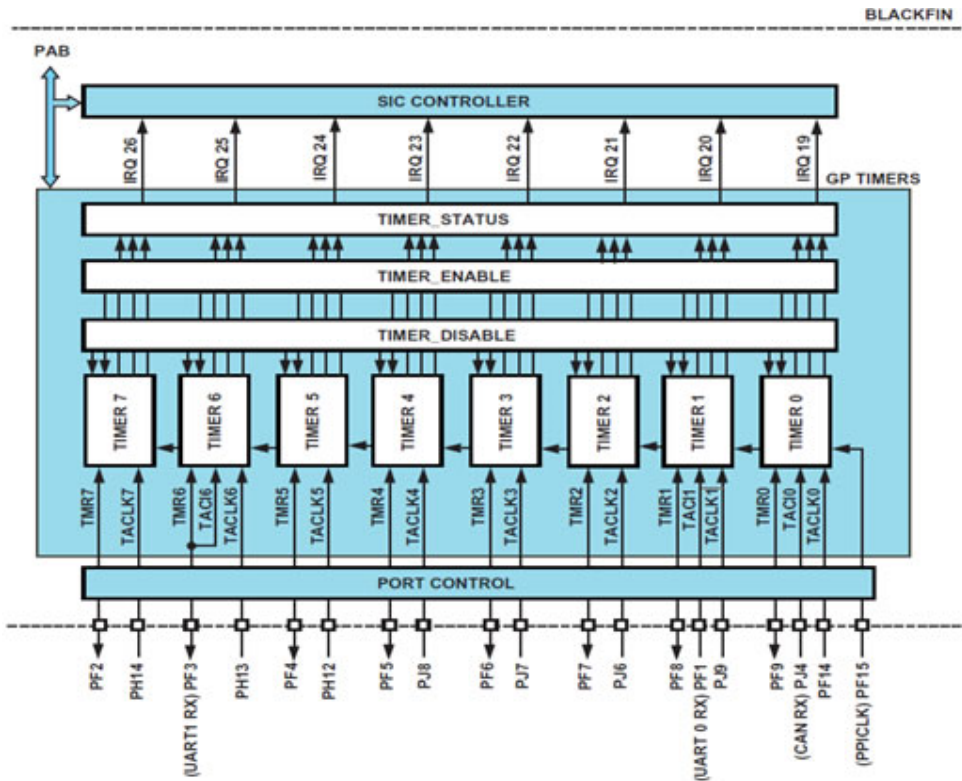 BLACKFIN
PAB
SIC CONTROLLER
IRQ 26
IRQ 25
IRQ 24
IRQ 23
IRQ 22
IRQ 21
IRQ 20
IRQ 19
GP TIMERS
TIMER_STATUS
TIMER_ENABLE
TIMER_DISABLE
TIMER 7
TIMER 6
TIMER 5
TIMER 4
TIMER 3
TIMER 2
TIMER 1
TIMER 0
TMR7
TACLK7
TMR6
TACI6
TACLK6
TMR5
TACLK5
TMR4
TACLK4
TMR3
TACLK3
TMR2
TACLK2
TMR1
TACI1
TACLK1
TMR0
TACI0
TACLK0
PORT CONTROL
PF2
PH14
(UART1 RX) PF3
PH13
PF4
PH12
PF5
PJ8
PF6
PJ7
PF7
PJ6
PF8
(UART 0 RX) PF1
PJ9
PF9
(CAN RX) PJ4
PF14
(PPICLK) PF15